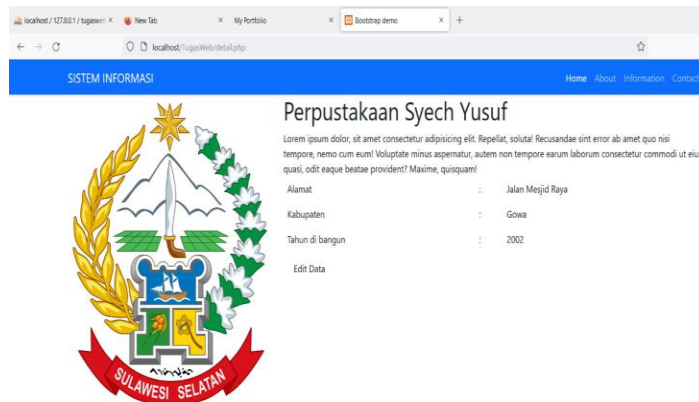 localhost / 127.0.0.1 / tugasweb
New Tab
My Portfolio
Bootstrap demo
localhost/TugasWeb/detail.php
SISTEM INFORMASI
Home About Information Contact
Perpustakaan Syech Yusuf
Lorem ipsum dolor, sit amet consectetur adipisicing elit. Repellat, soluta! Recusandae sint error ab amet quo nisi
tempore, nemo cum eum! Voluptate minus aspernatur, autem non tempore earum laborum consectetur commodi ut eiu
quasi, odit eaque beatae provident? Maxime, quisquam!
Alamat : Jalan Mesjid Raya
Kabupaten : Gowa
Tahun di bangun : 2002
Edit Data
SULAWESI SELATAN